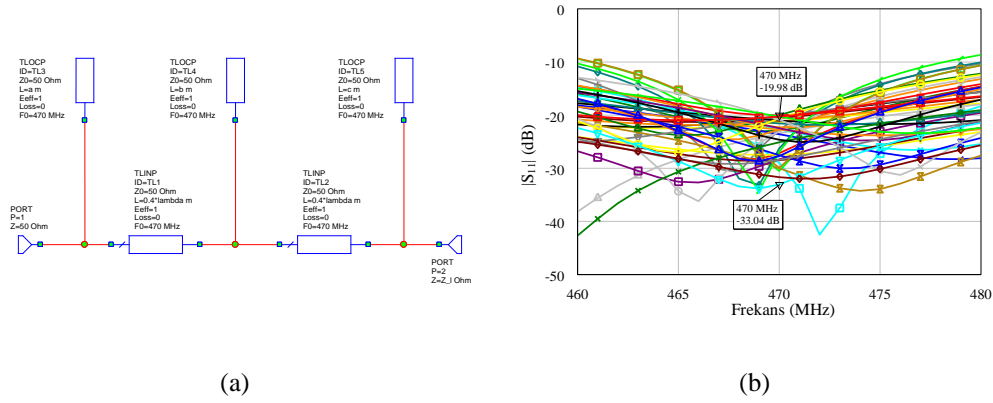 TLOCP
ID=TL3
Z0=50 Ohm
L=a m
Eeff=1
Loss=0
F0=470 MHz
TLOCP
ID=TL4
Z0=50 Ohm
L=b m
Eeff=1
Loss=0
F0=470 MHz
TLOCP
ID=TL5
Z0=50 Ohm
L=c m
Eeff=1
Loss=0
F0=470 MHz
TLINP
ID=TL1
Z0=50 Ohm
L=0.4*lambda m
Eeff=1
Loss=0
F0=470 MHz
TLINP
ID=TL2
Z0=50 Ohm
L=0.4*lambda m
Eeff=1
Loss=0
F0=470 MHz
PORT
P=1
Z=50 Ohm
PORT
P=2
Z=Z_l Ohm
(a)
0
-10
-20
-30
-40
-50
|S11| (dB)
470 MHz
-19.98 dB
470 MHz
-33.04 dB
460
465
470
475
480
Frekans (MHz)
(b)